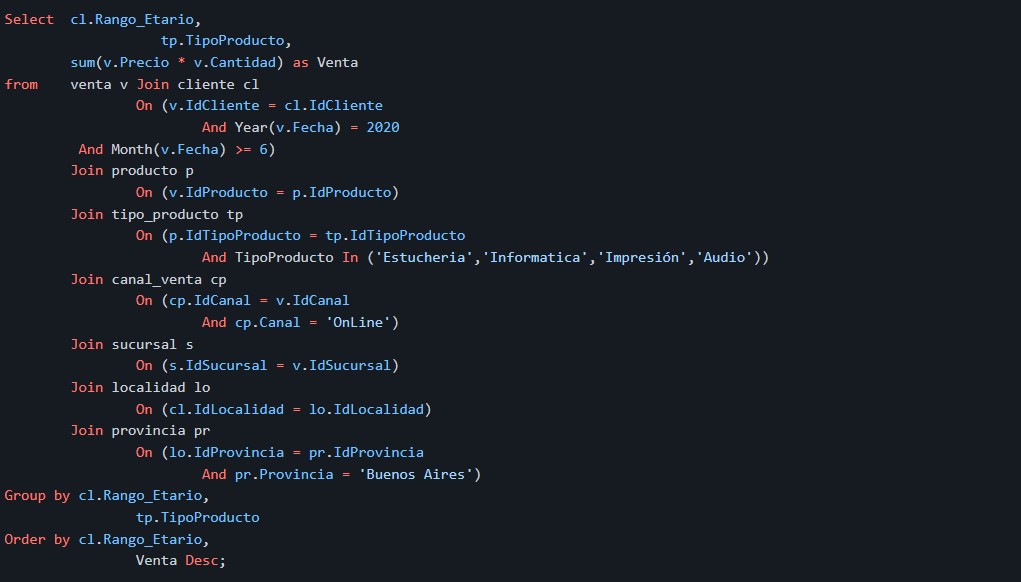 Select  cl.Rango_Etario,
tp.TipoProducto,
sum(v.Precio * v.Cantidad) as Venta
from    venta v Join cliente cl
On (v.IdCliente = cl.IdCliente
And Year(v.Fecha) = 2020
And Month(v.Fecha) >= 6)
Join producto p
On (v.IdProducto = p.IdProducto)
Join tipo_producto tp
On (p.IdTipoProducto = tp.IdTipoProducto
And TipoProducto In ('Estucheria','Informatica','Impresión','Audio'))
Join canal_venta cp
On (cp.IdCanal = v.IdCanal
And cp.Canal = 'OnLine')
Join sucursal s
On (s.IdSucursal = v.IdSucursal)
Join localidad lo
On (cl.IdLocalidad = lo.IdLocalidad)
Join provincia pr
On (lo.IdProvincia = pr.IdProvincia
And pr.Provincia = 'Buenos Aires')
Group by cl.Rango_Etario,
tp.TipoProducto
Order by cl.Rango_Etario,
Venta Desc;